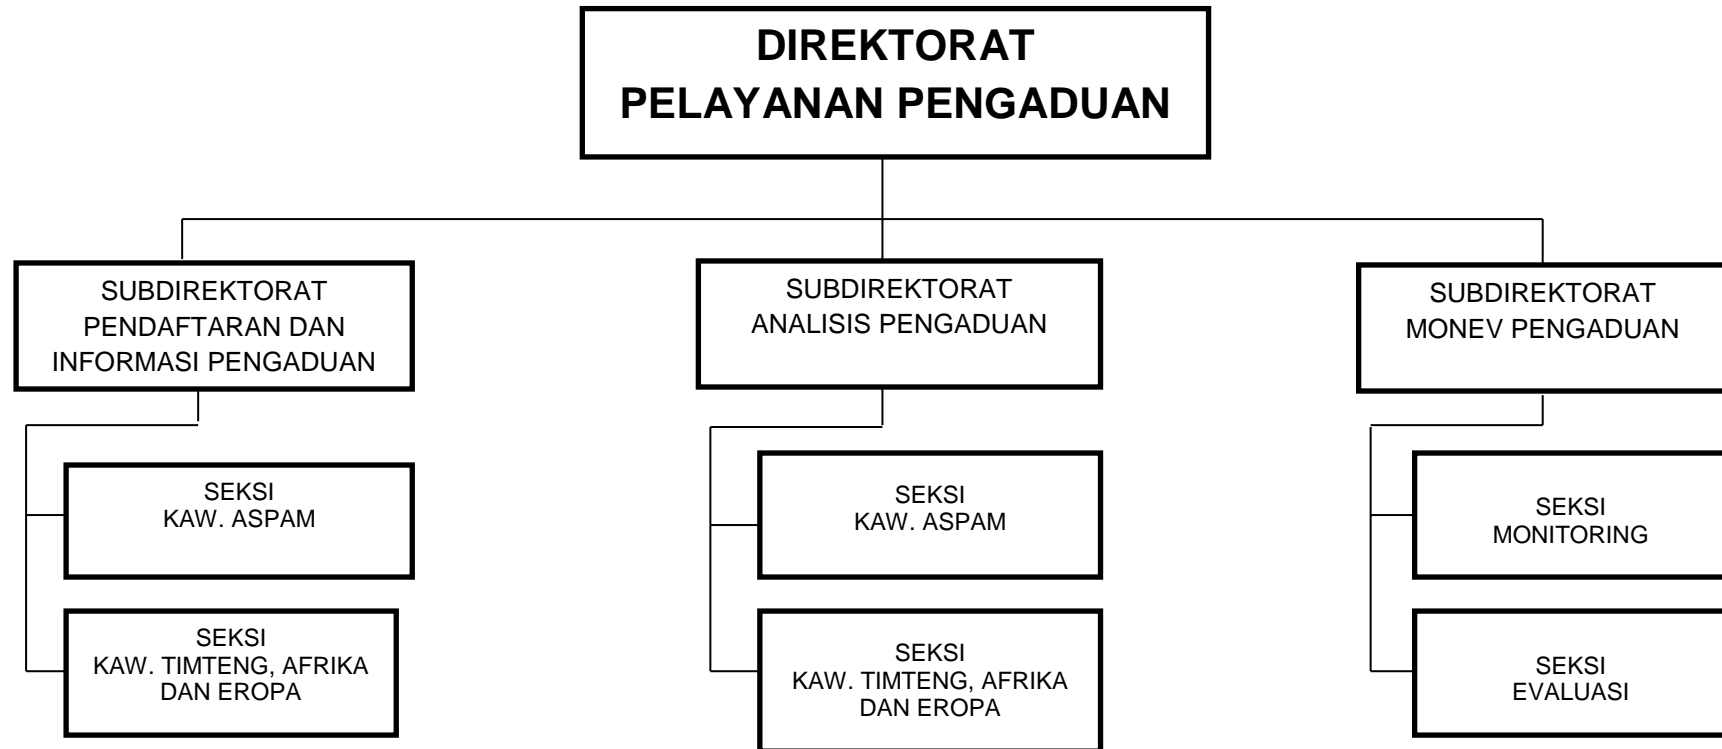 DIREKTORAT
PELAYANAN PENGADUAN
SUBDIREKTORAT
PENDAFTARAN DAN
INFORMASI PENGADUAN
SUBDIREKTORAT
ANALISIS PENGADUAN
SUBDIREKTORAT
MONEV PENGADUAN
SEKSI
KAW. ASPAM
SEKSI
KAW. ASPAM
SEKSI
MONITORING
SEKSI
KAW. TIMTENG, AFRIKA
DAN EROPA
SEKSI
KAW. TIMTENG, AFRIKA
DAN EROPA
SEKSI
EVALUASI